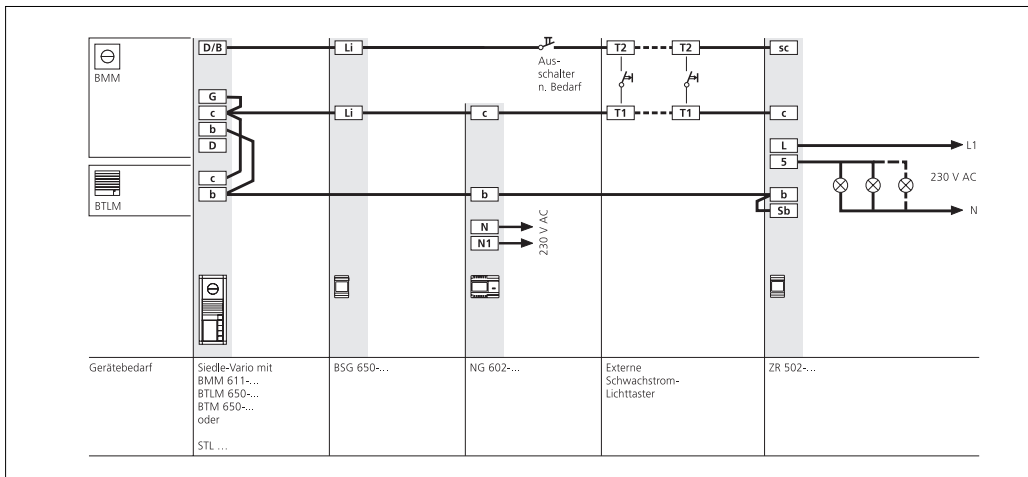 BMM
D/B
G
c
b
D
BTLM
c
b
Li
Li
Aus-
schalter
n. Bedarf
c
b
N
N1
230 V AC
T2
T2
T1
T1
sc
c
L
5
b
Sb
L1
230 V AC
N
Gerätebedarf
Siedle-Vario mit
BMM 611-...
BTLM 650-...
BTM 650-...
oder
STL ...
BSG 650-...
NG 602-...
Externe
Schwachstrom-
Lichttaster
ZR 502-...